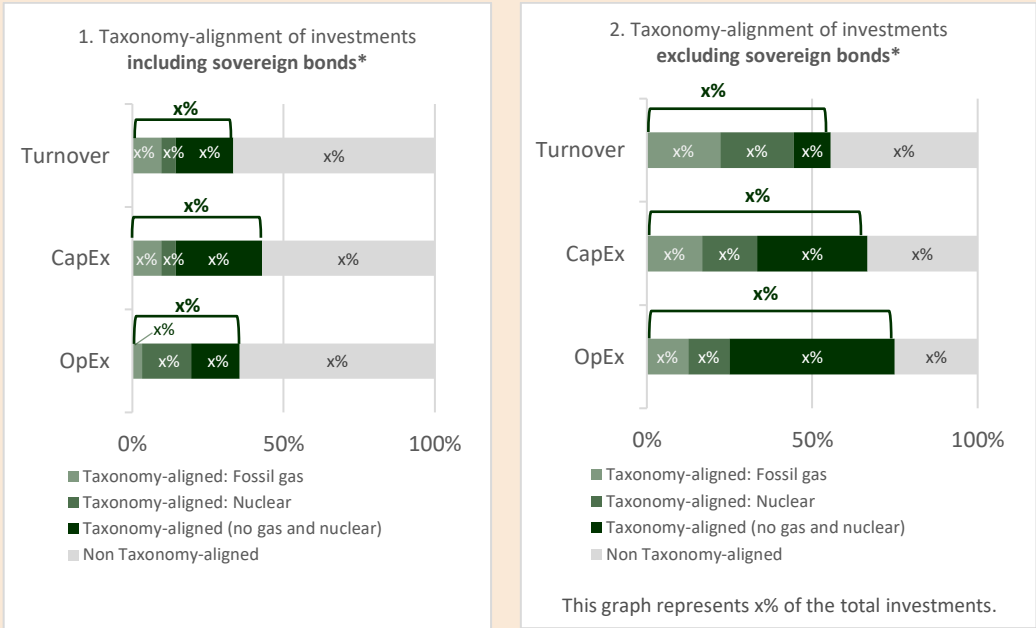 1. Taxonomy-alignment of investments
including sovereign bonds*
x%
Turnover
x% x% x% x%
x%
CapEx
x% x% x% x%
x%
x%
OpEx
x% x% x%
0% 50% 100%
Taxonomy-aligned: Fossil gas
Taxonomy-aligned: Nuclear
Taxonomy-aligned (no gas and nuclear)
Non Taxonomy-aligned
2. Taxonomy-alignment of investments
excluding sovereign bonds*
x%
Turnover
x% x% x% x%
x%
CapEx
x% x% x% x%
x%
OpEx
x% x% x% x%
0% 50% 100%
Taxonomy-aligned: Fossil gas
Taxonomy-aligned: Nuclear
Taxonomy-aligned (no gas and nuclear)
Non Taxonomy-aligned
This graph represents x% of the total investments.